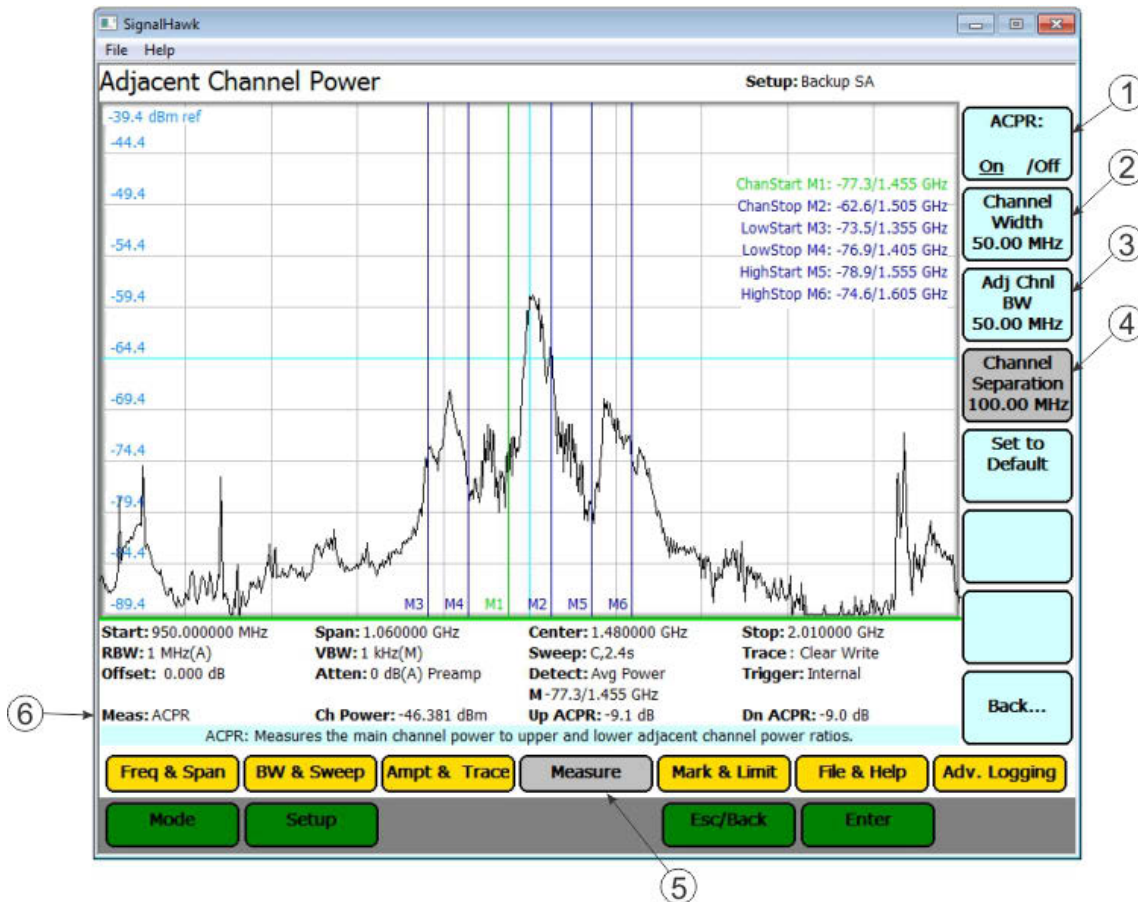 SignalHawk
File Help
Adjacent Channel Power
Setup: Backup SA
-39.4 dBm ref
-44.4
-49.4
-54.4
-59.4
-64.4
-69.4
-74.4
-79.4
-84.4
-89.4
ChanStart M1: -77.3/1.455 GHz
ChanStop M2: -62.6/1.505 GHz
LowStart M3: -73.5/1.355 GHz
LowStop M4: -76.9/1.405 GHz
HighStart M5: -78.9/1.555 GHz
HighStop M6: -74.6/1.605 GHz
M3 M4 M1 M2 M5 M6
ACPR:
On /Off
Channel
Width
50.00 MHz
Adj Chnl
BW
50.00 MHz
Channel
Separation
100.00 MHz
Set to
Default
Back...
1
2
3
4
Start: 950.000000 MHz Span: 1.060000 GHz Center: 1.480000 GHz Stop: 2.010000 GHz
RBW: 1 MHz(A) VBW: 1 kHz(M) Sweep: C,2.4s Trace : Clear Write
Offset: 0.000 dB Atten: 0 dB(A) Preamp Detect: Avg Power Trigger: Internal
M -77.3/1.455 GHz
6
Meas: ACPR Ch Power: -46.381 dBm Up ACPR: -9.1 dB Dn ACPR: -9.0 dB
ACPR: Measures the main channel power to upper and lower adjacent channel power ratios.
Freq & Span BW & Sweep Ampt & Trace Measure Mark & Limit File & Help Adv. Logging
Mode Setup Esc/Back Enter
5